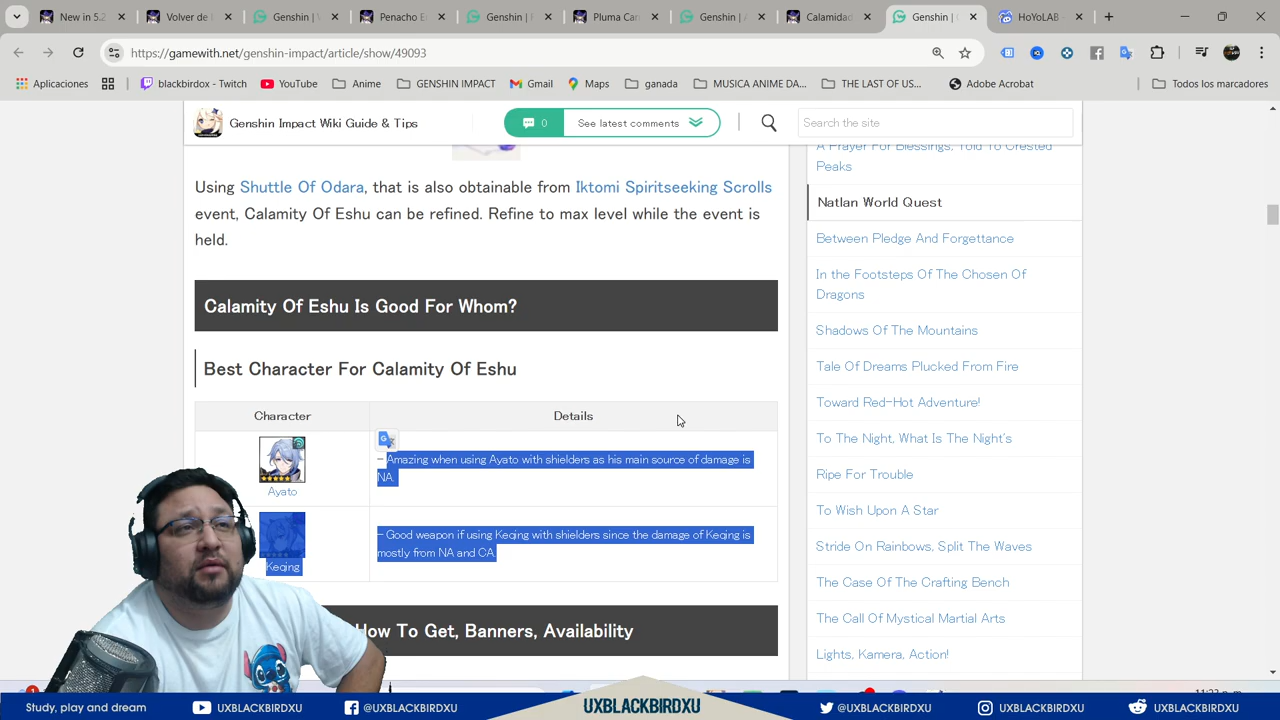 New in 5.2
Volver de
Genshin | \
Penacho E
Genshin | F
Pluma Car
Genshin | /
Calamidad
Genshin | C
HoYoLAB
https://gamewith.net/genshin-impact/article/show/49093
Aplicaciones
blackbirdox - Twitch
YouTube
Anime
GENSHIN IMPACT
Gmail
Maps
ganada
MUSICA ANIME DA...
THE LAST OF US...
Adobe Acrobat
Todos los marcadores
Genshin Impact Wiki Guide & Tips
0
See latest comments
Search the site
Using Shuttle Of Odara, that is also obtainable from Iktomi Spiritseeking Scrolls
event, Calamity Of Eshu can be refined. Refine to max level while the event is
held.
Calamity Of Eshu Is Good For Whom?
Best Character For Calamity Of Eshu
Character
Details
Ayato
– Amazing when using Ayato with shielders as his main source of damage is
NA.
Keqing
– Good weapon if using Keqing with shielders since the damage of Keqing is
mostly from NA and CA.
How To Get, Banners, Availability
A Prayer For Blessings, Told To Crested
Peaks
Natlan World Quest
Between Pledge And Forgettance
In the Footsteps Of The Chosen Of
Dragons
Shadows Of The Mountains
Tale Of Dreams Plucked From Fire
Toward Red-Hot Adventure!
To The Night, What Is The Night's
Ripe For Trouble
To Wish Upon A Star
Stride On Rainbows, Split The Waves
The Case Of The Crafting Bench
The Call Of Mystical Martial Arts
Lights, Kamera, Action!
Study, play and dream
UXBLACKBIRDXU
@UXBLACKBIRDXU
UXBLACKBIRDXU
@UXBLACKBIRDXU
UXBLACKBIRDXU
UXBLACKBIRDXU